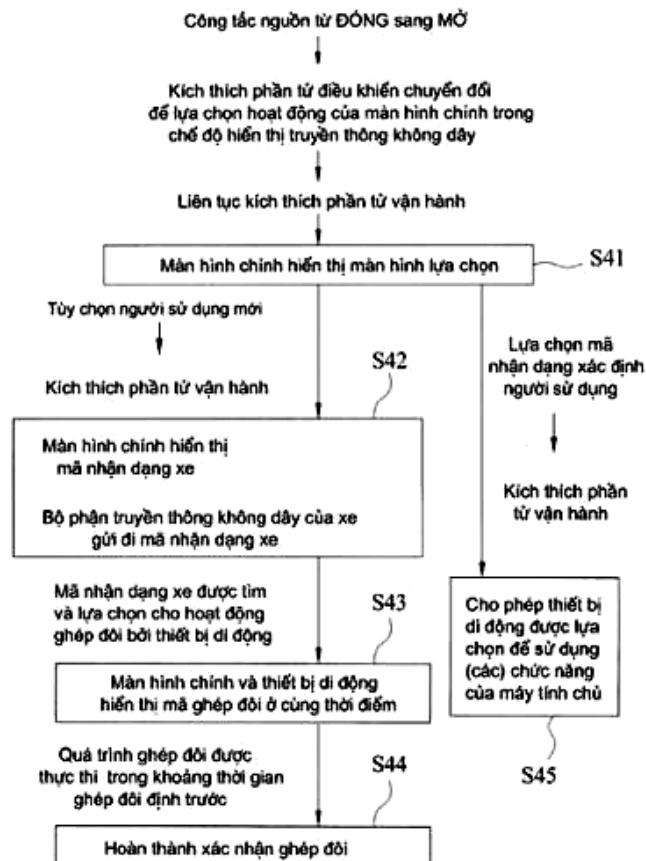 Công tắc nguồn từ ĐÓNG sang MỞ
Kích thích phần tử điều khiển chuyển đổi
để lựa chọn hoạt động của màn hình chính trong
chế độ hiển thị truyền thông không dây
Liên tục kích thích phần tử vận hành
Màn hình chính hiển thị màn hình lựa chọn
S41
Tùy chọn người sử dụng mới
Kích thích phần tử vận hành
S42
Màn hình chính hiển thị
mã nhận dạng xe
Bộ phận truyền thông không dây của xe
gửi đi mã nhận dạng xe
Lựa chọn mã
nhận dạng xác định
người sử dụng
Kích thích phần
tử vận hành
Mã nhận dạng xe được tìm
và lựa chọn cho hoạt động
ghép đôi bởi thiết bị di động
S43
Màn hình chính và thiết bị di động
hiển thị mã ghép đôi ở cùng thời điểm
Cho phép thiết bị
di động được lựa
chọn để sử dụng
(các) chức năng
của máy tính chủ
S45
Quá trình ghép đôi được
thực thi trong khoảng thời gian
ghép đôi định trước
S44
Hoàn thành xác nhận ghép đôi